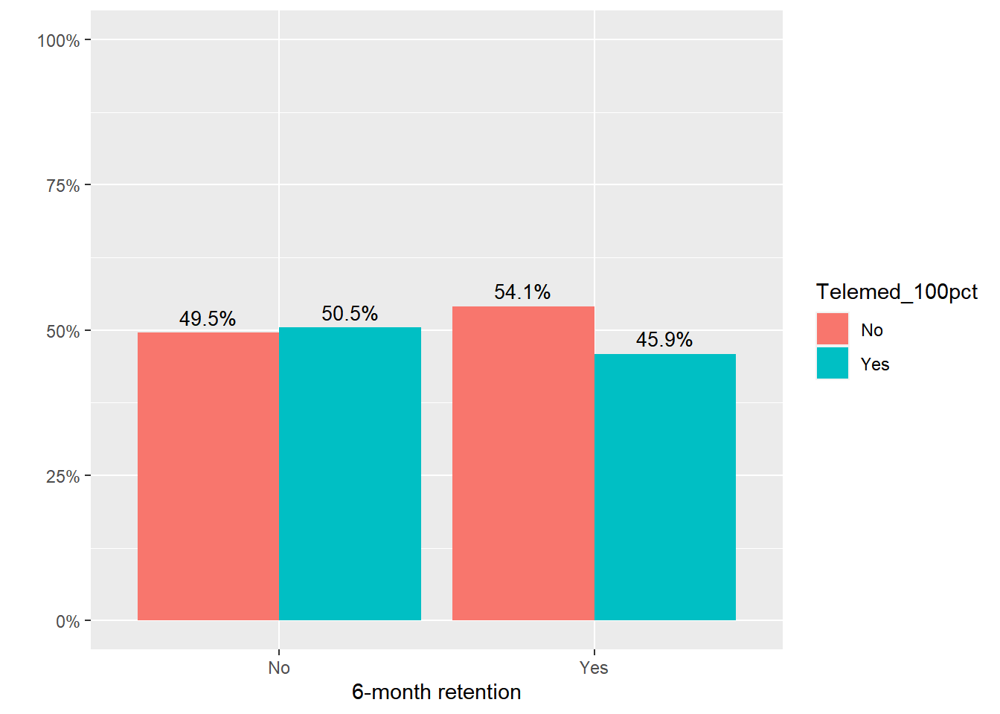 100%
75%
50%
25%
0%
49.5%
50.5%
54.1%
45.9%
No
Yes
6-month retention
Telemed_100pct
No
Yes